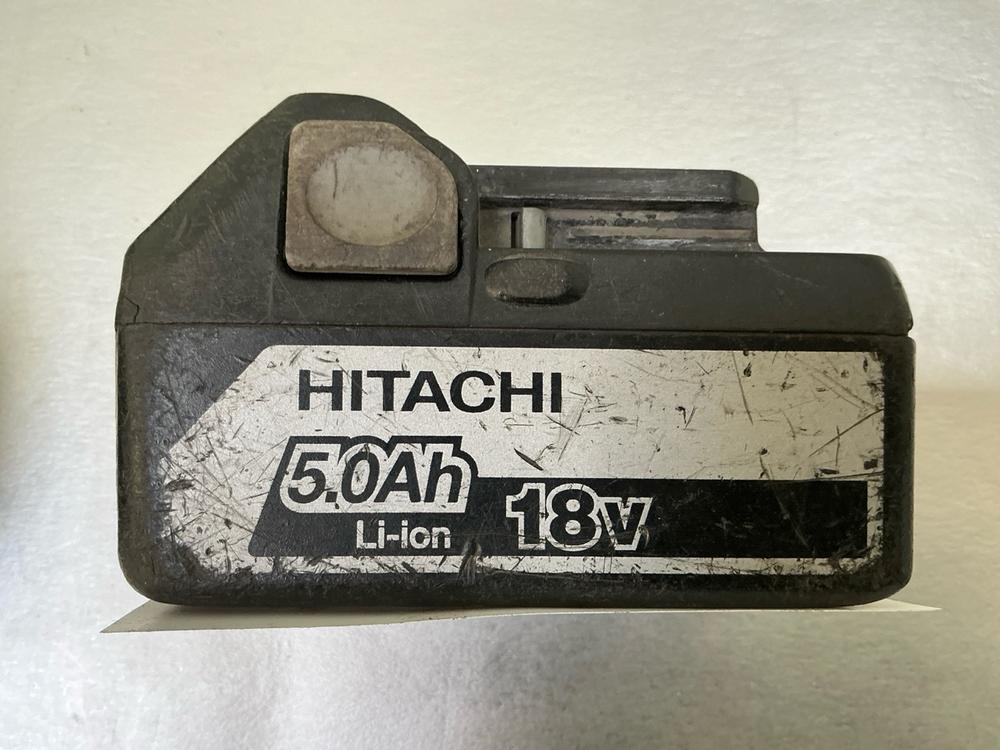 HITACHI
5.0Ah
Li-ion
18v